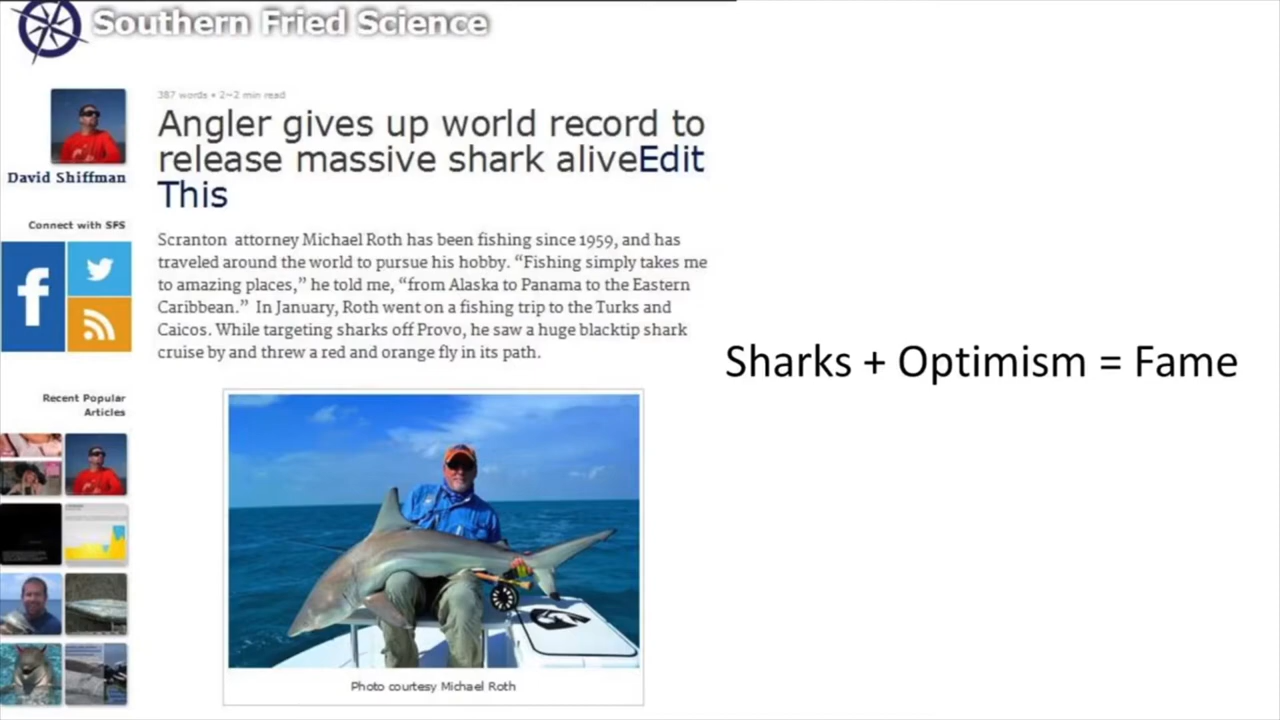 Southern Fried Science
387 words • 2~2 min read
Angler gives up world record to
release massive shark aliveEdit
This
David Shiffman
Connect with SFS
Scranton attorney Michael Roth has been fishing since 1959, and has
traveled around the world to pursue his hobby. “Fishing simply takes me
to amazing places,” he told me, “from Alaska to Panama to the Eastern
Caribbean.” In January, Roth went on a fishing trip to the Turks and
Caicos. While targeting sharks off Provo, he saw a huge blacktip shark
cruise by and threw a red and orange fly in its path.
Sharks + Optimism = Fame
Recent Popular
Articles
Photo courtesy Michael Roth